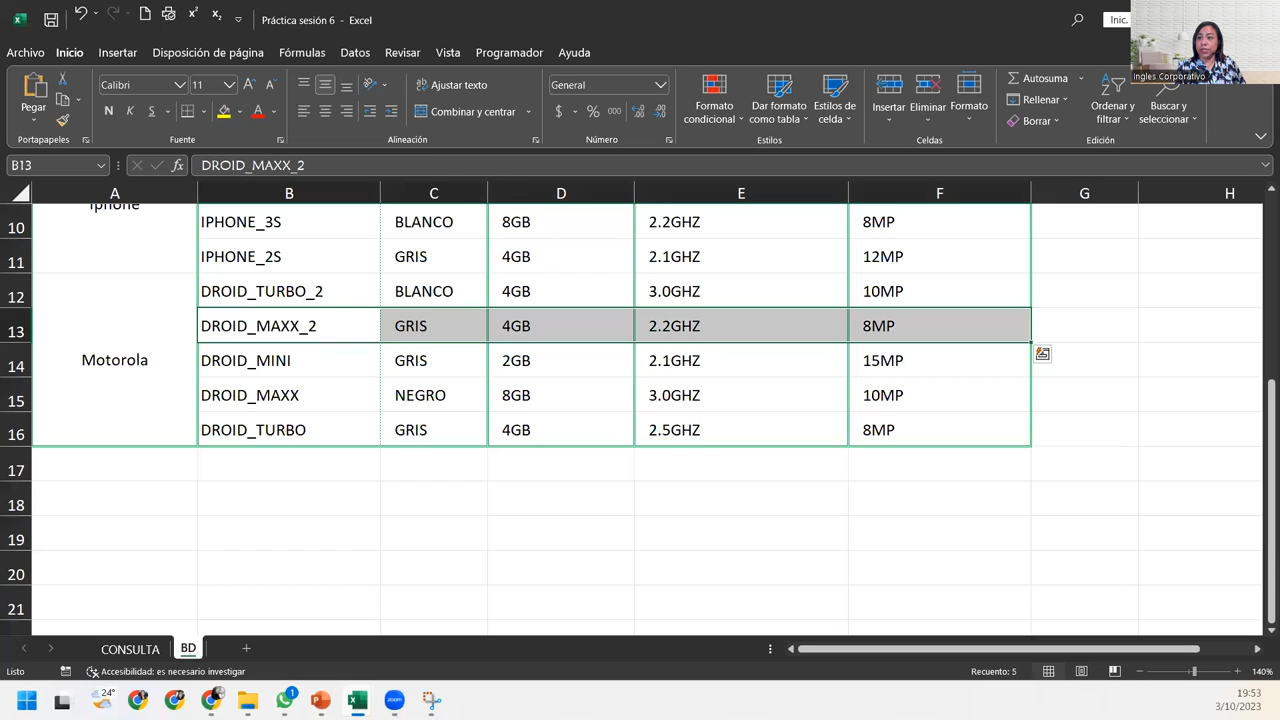 Práctica sesión 6 - Excel
Inic.
Ingles Corporativo
Archivo Inicio Insertar Disposición de página Fórmulas Datos Revisar Vista Programador Ayuda
Pegar
Calibri 11
N K S
Ajustar texto
Combinar y centrar
General
$ % 000
Formato condicional
Dar formato como tabla
Estilos de celda
Insertar
Eliminar
Formato
Autosuma
Rellenar
Borrar
Ordenar y filtrar
Buscar y seleccionar
Portapapeles Fuente Alineación Número Estilos Celdas Edición
B13 fx DROID_MAXX_2
A B C D E F G H
Iphone
10 IPHONE_3S BLANCO 8GB 2.2GHZ 8MP
11 IPHONE_2S GRIS 4GB 2.1GHZ 12MP
12 DROID_TURBO_2 BLANCO 4GB 3.0GHZ 10MP
13 DROID_MAXX_2 GRIS 4GB 2.2GHZ 8MP
14 Motorola DROID_MINI GRIS 2GB 2.1GHZ 15MP
15 DROID_MAXX NEGRO 8GB 3.0GHZ 10MP
16 DROID_TURBO GRIS 4GB 2.5GHZ 8MP
17
18
19
20
21
CONSULTA BD +
Listo Accesibilidad: es necesario investigar Recuento: 5 140%
24° 1 zoom 19:53
3/10/2023